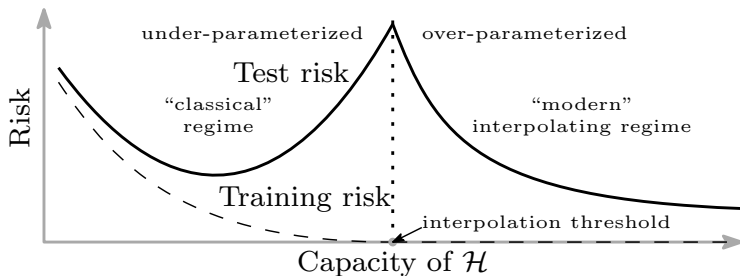 under-parameterized
over-parameterized
Test risk
“classical”
regime
“modern”
interpolating regime
Risk
Training risk
interpolation threshold
Capacity of ℋ